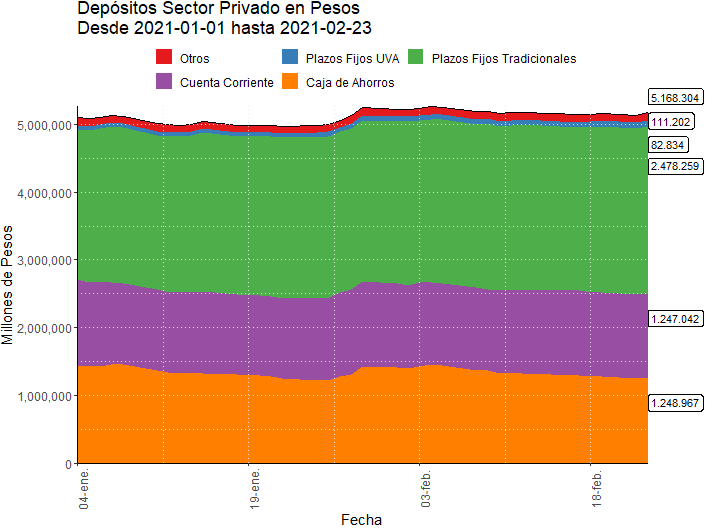 Depósitos Sector Privado en Pesos
Desde 2021-01-01 hasta 2021-02-23
Otros
Plazos Fijos UVA
Plazos Fijos Tradicionales
Cuenta Corriente
Caja de Ahorros
5.168.304
5,000,000
111.202
82.834
2.478.259
4,000,000
3,000,000
Millones de Pesos
2,000,000
1.247.042
1,000,000
1.248.967
0
04-ene.
19-ene.
03-feb.
18-feb.
Fecha